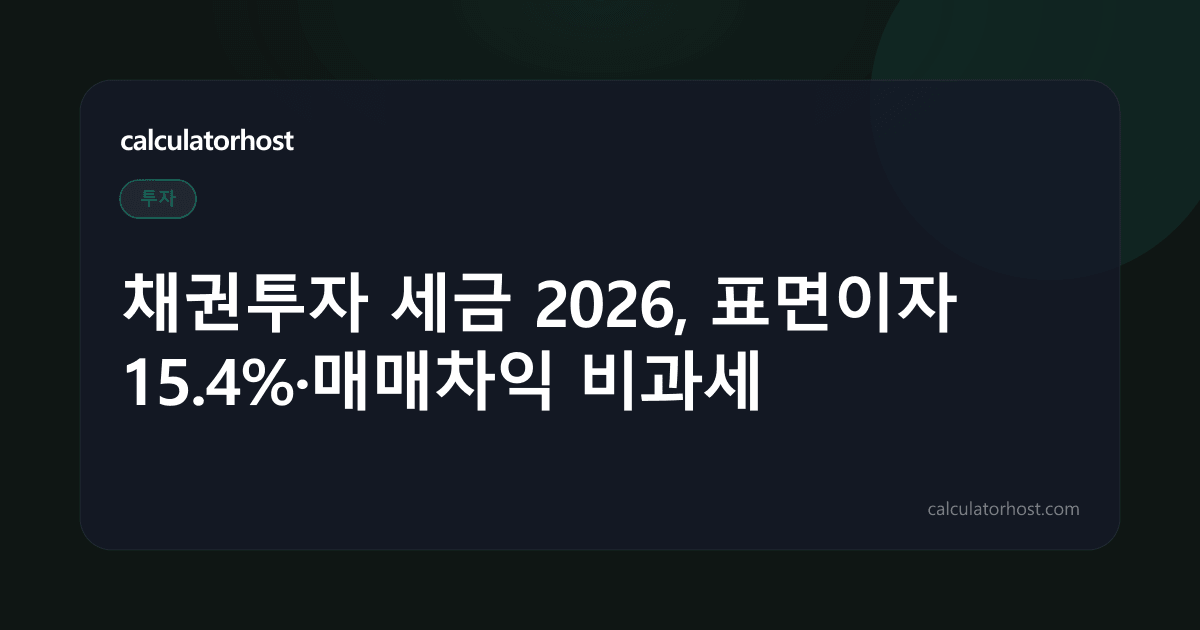 calculatorhost
투자
채권투자 세금 2026, 표면이자
15.4%·매매차익 비과세
calculatorhost.com